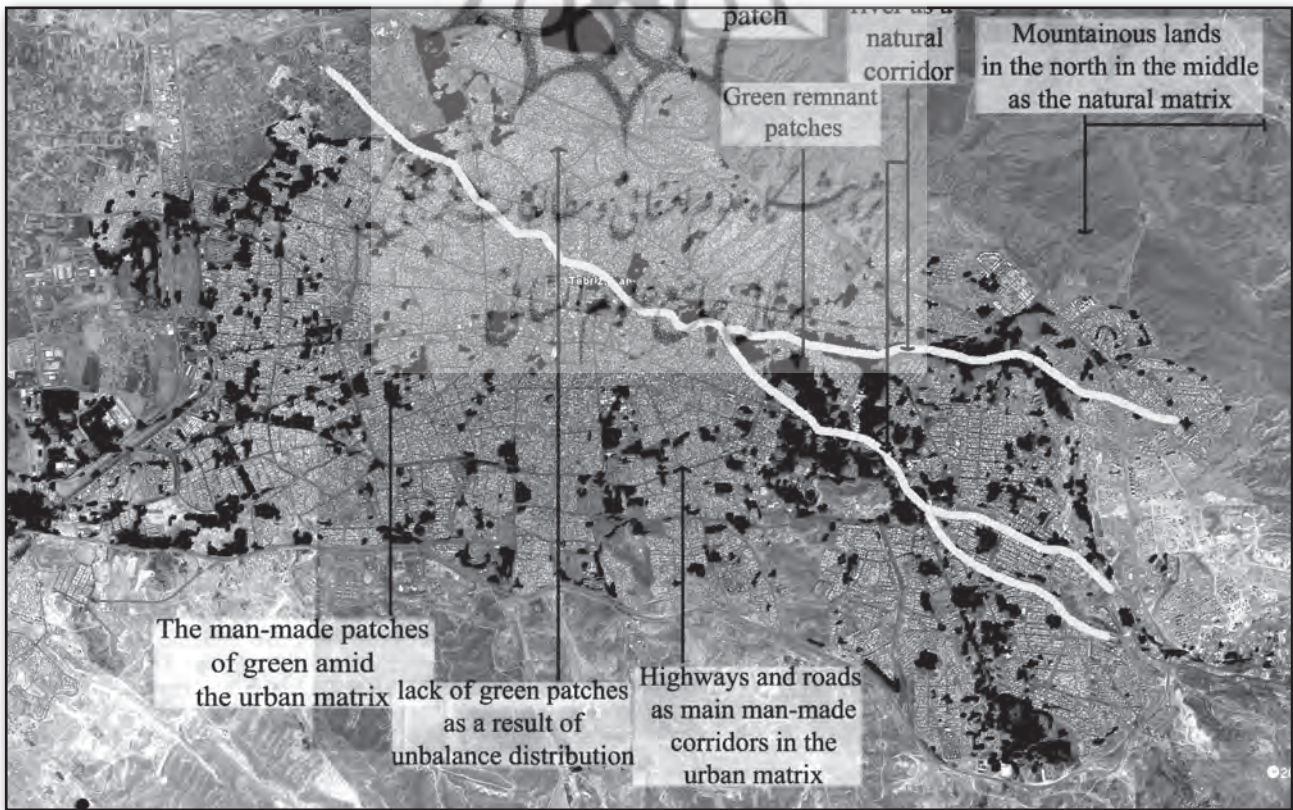 patch
river as a
natural
corridor
Mountainous lands
in the north in the middle
as the natural matrix
Green remnant
patches
The man-made patches
of green amid
the urban matrix
lack of green patches
as a result of
unbalance distribution
Highways and roads
as main man-made
corridors in the
urban matrix